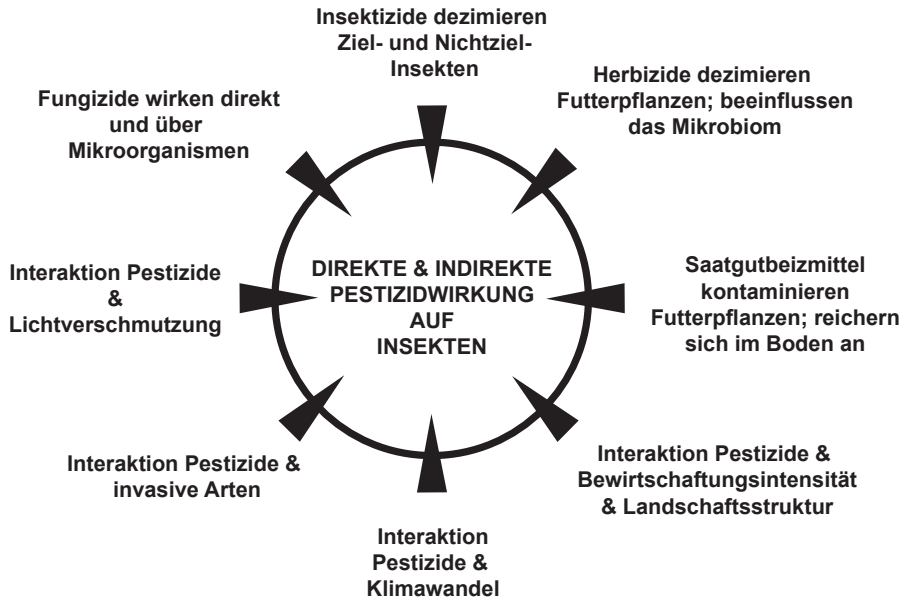 Insektizide dezimieren
Ziel- und Nichtziel-
Insekten
Herbizide dezimieren
Futterpflanzen; beeinflussen
das Mikrobiom
Saatgutbeizmittel
kontaminieren
Futterpflanzen; reichern
sich im Boden an
Interaktion Pestizide &
Bewirtschaftungsintensität
& Landschaftsstruktur
Interaktion
Pestizide &
Klimawandel
Interaktion Pestizide &
invasive Arten
Interaktion Pestizide
&
Lichtverschmutzung
Fungizide wirken direkt
und über
Mikroorganismen
DIREKTE & INDIREKTE
PESTIZIDWIRKUNG
AUF
INSEKTEN